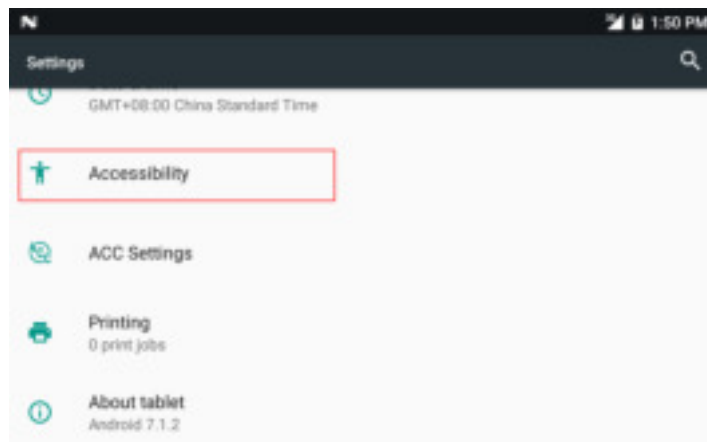 1:50 PM
Settings
GMT+08:00 China Standard Time
Accessibility
ACC Settings
Printing
0 print jobs
About tablet
Android 7.1.2